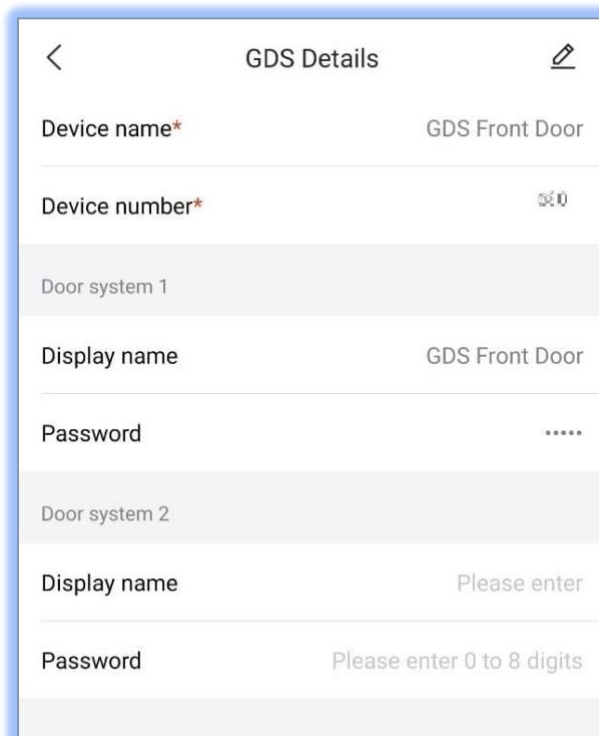 GDS Details
Device name* GDS Front Door
Device number*
Door system 1
Display name GDS Front Door
Password •••••
Door system 2
Display name Please enter
Password Please enter 0 to 8 digits